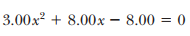 3.00x² + 8.00x − 8.00 = 0